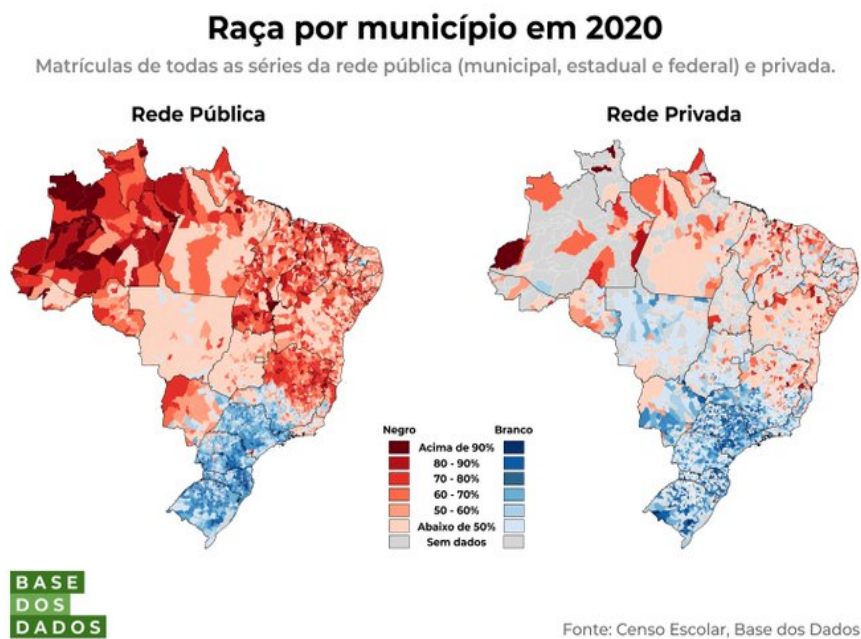 Raça por município em 2020
Matrículas de todas as séries da rede pública (municipal, estadual e federal) e privada.
Rede Pública
Rede Privada
Negro
Branco
Acima de 90%
80 - 90%
70 - 80%
60 - 70%
50 - 60%
Abaixo de 50%
Sem dados
BASE
DOS
DADOS
Fonte: Censo Escolar, Base dos Dados